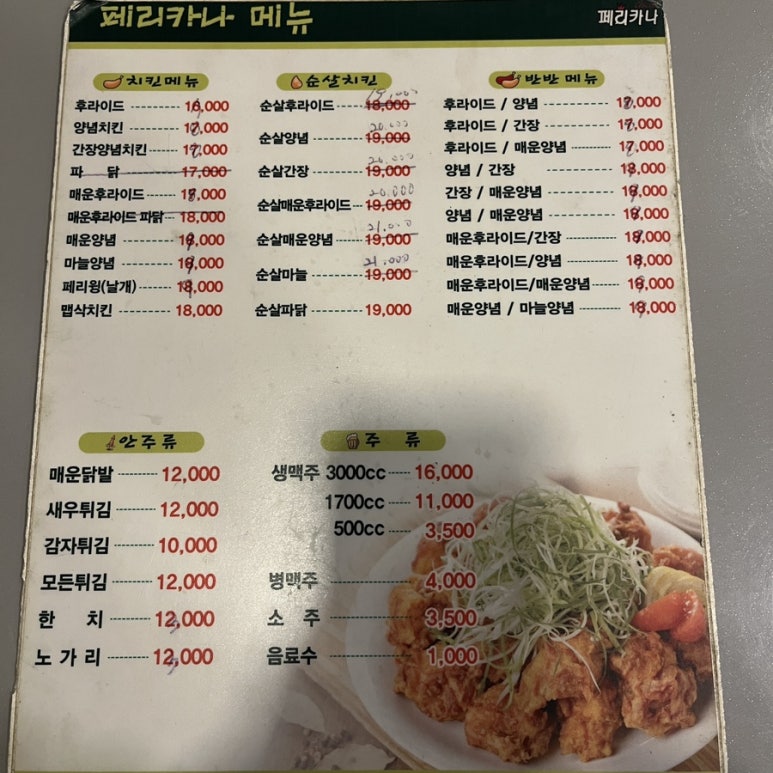 페리카나 메뉴
페리카나
치킨메뉴
후라이드 16,000
양념치킨 17,000
간장양념치킨 17,000
파 닭 17,000
매운후라이드 18,000
매운후라이드 파닭 18,000
매운양념 18,000
마늘양념 18,000
페리윙(날개) 18,000
맵삭치킨 18,000
순살치킨
19,000
순살후라이드 18,000
20.000
순살양념 19,000
20.000
순살간장 19,000
20.000
순살매운후라이드 19,000
21.000
순살매운양념 19,000
21.000
순살마늘 19,000
순살파닭 19,000
반반메뉴
후라이드 / 양념 17,000
후라이드 / 간장 17,000
후라이드 / 매운양념 17,000
양념 / 간장 18,000
간장 / 매운양념 18,000
양념 / 매운양념 18,000
매운후라이드/간장 18,000
매운후라이드/양념 18,000
매운후라이드/매운양념 18,000
매운양념 / 마늘양념 18,000
안주류
매운닭발 12,000
새우튀김 12,000
감자튀김 10,000
모든튀김 12,000
한 치 12,000
노가리 12,000
주 류
생맥주 3000cc 16,000
1700cc 11,000
500cc 3,500
병맥주 4,000
소 주 3,500
음료수 1,000